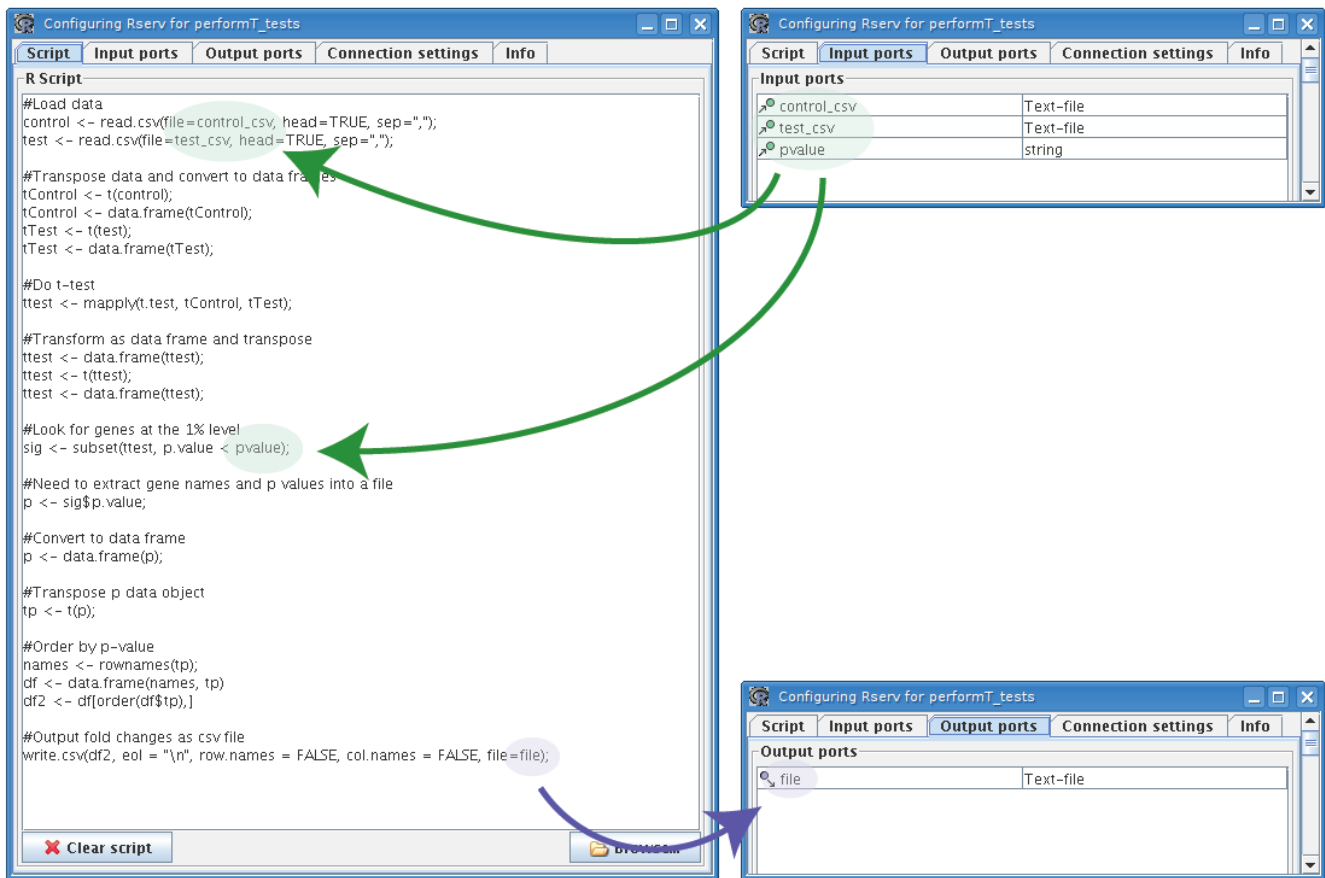 Configuring Rserv for performT_tests
Script Input ports Output ports Connection settings Info
R Script
#Load data
control <- read.csv(file=control_csv, head=TRUE, sep=",");
test <- read.csv(file=test_csv, head=TRUE, sep=",");
#Transpose data and convert to data frames
tControl <- t(control);
tControl <- data.frame(tControl);
tTest <- t(test);
tTest <- data.frame(tTest);
#Do t-test
ttest <- mapply(t.test, tControl, tTest);
#Transform as data frame and transpose
ttest <- data.frame(ttest);
ttest <- t(ttest);
ttest <- data.frame(ttest);
#Look for genes at the 1% level
sig <- subset(ttest, p.value < pvalue);
#Need to extract gene names and p values into a file
p <- sig$p.value;
#Convert to data frame
p <- data.frame(p);
#Transpose p data object
tp <- t(p);
#Order by p-value
names <- rownames(tp);
df <- data.frame(names, tp)
df2 <- df[order(df$tp),]
#Output fold changes as csv file
write.csv(df2, eol = "\n", row.names = FALSE, col.names = FALSE, file=file);
Clear script
Configuring Rserv for performT_tests
Script Input ports Output ports Connection settings Info
Input ports
control_csv Text-file
test_csv Text-file
pvalue string
Configuring Rserv for performT_tests
Script Input ports Output ports Connection settings Info
Output ports
file Text-file